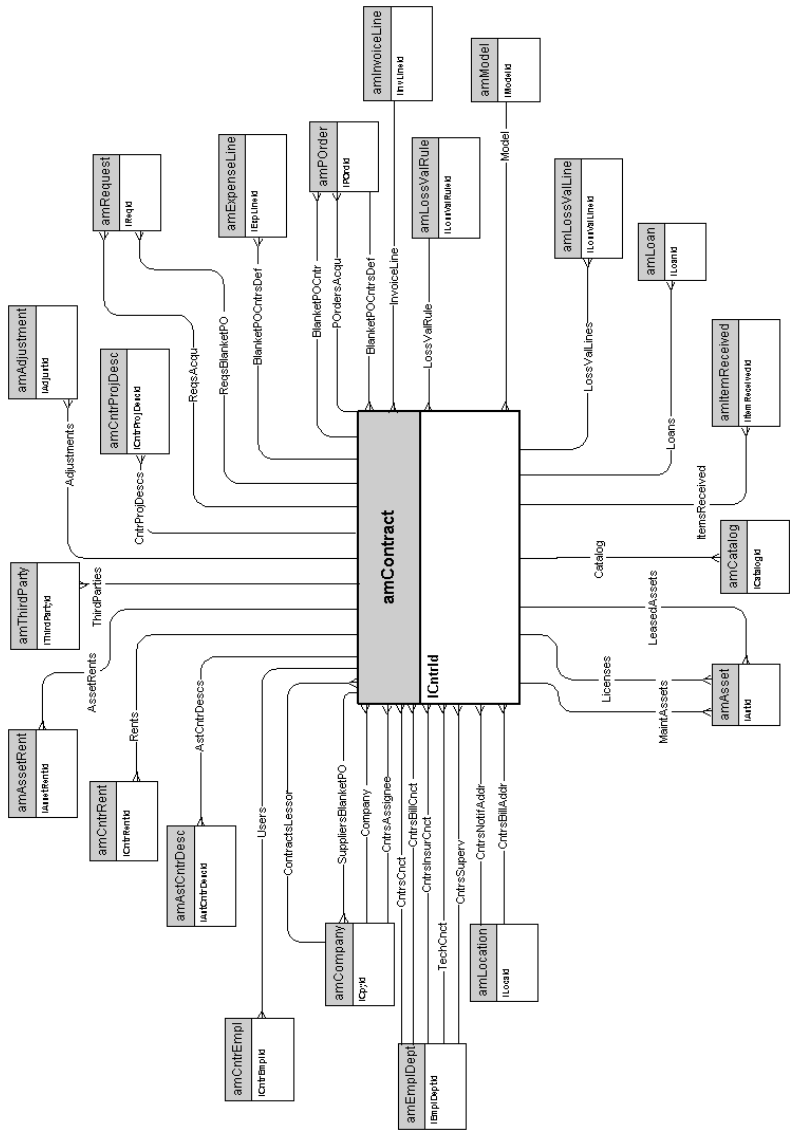 amInvoiceLine
lInvLineId
amModel
lModelId
amPOrder
lPOrdId
amExpenseLine
lExpLineId
amLossValRule
lLossValRuleId
amRequest
lReqId
amLossValLine
lLossValLineId
amLoan
lLoanId
amAdjustment
lAdjustId
amCntrProjDesc
lCntrProjDescId
amItemReceived
lItemReceivedId
Model
InvoiceLine
LossValRule
BlanketPOCntrsDef
POrdersAcqu
BlanketPOCntr
BlanketPOCntrsDef
ReqsBlanketPO
ReqsAcqu
Adjustments
CntrProjDescs
LossValLines
Loans
ItemsReceived
amContract
lCntrId
amThirdParty
lThirdPartyId
ThirdParties
Catalog
amCatalog
lCatalogId
AssetRents
amAssetRent
lAssetRentId
Rents
amCntrRent
lCntrRentId
AstCntrDescs
amAstCntrDesc
lAstCntrDescId
LeasedAssets
Licenses
MaintAssets
amAsset
lAstId
Users
ContractsLessor
SuppliersBlanketPO
Company
CntrsAssignee
CntrsCnct
CntrsBillCnct
CntrsInsurCnct
TechCnct
CntrsSuperv
CntrsNotifAddr
CntrsBillAddr
amCompany
lCpyId
amLocation
lLocaId
amCntrEmpl
lCntrEmplId
amEmplDept
lEmplDeptId